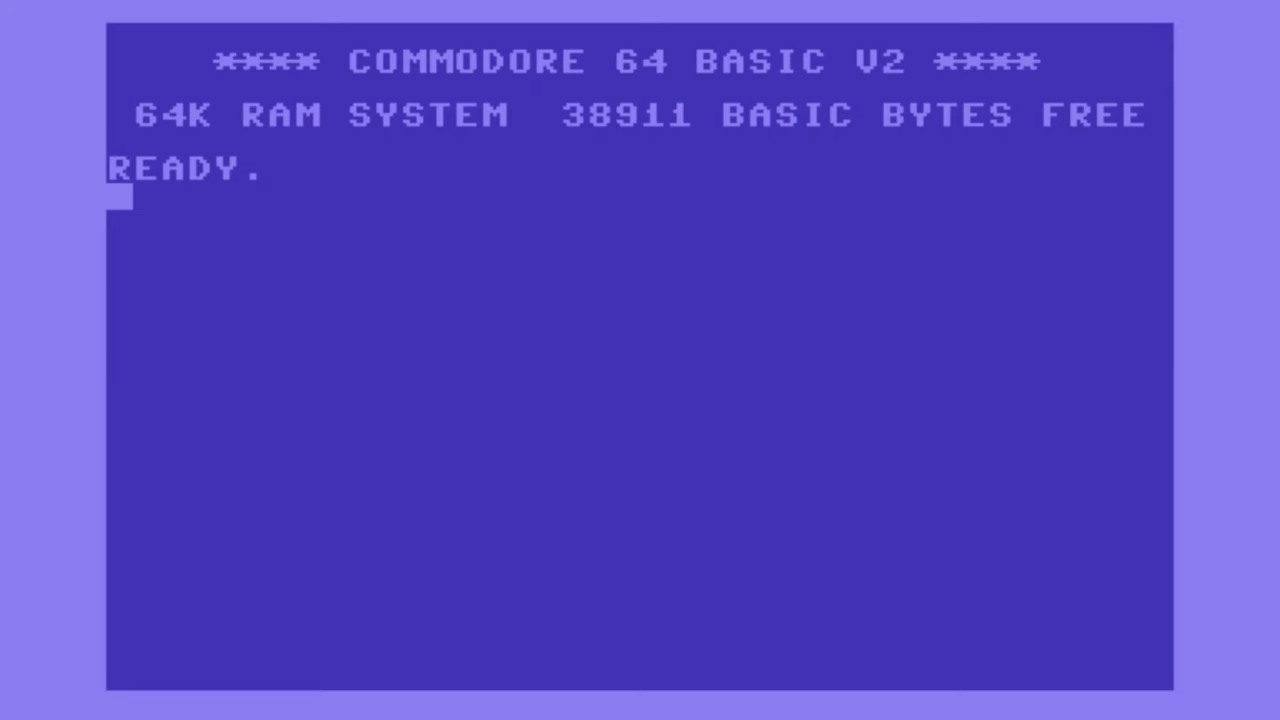 **** COMMODORE 64 BASIC V2 ****
64K RAM SYSTEM  38911 BASIC BYTES FREE
READY.